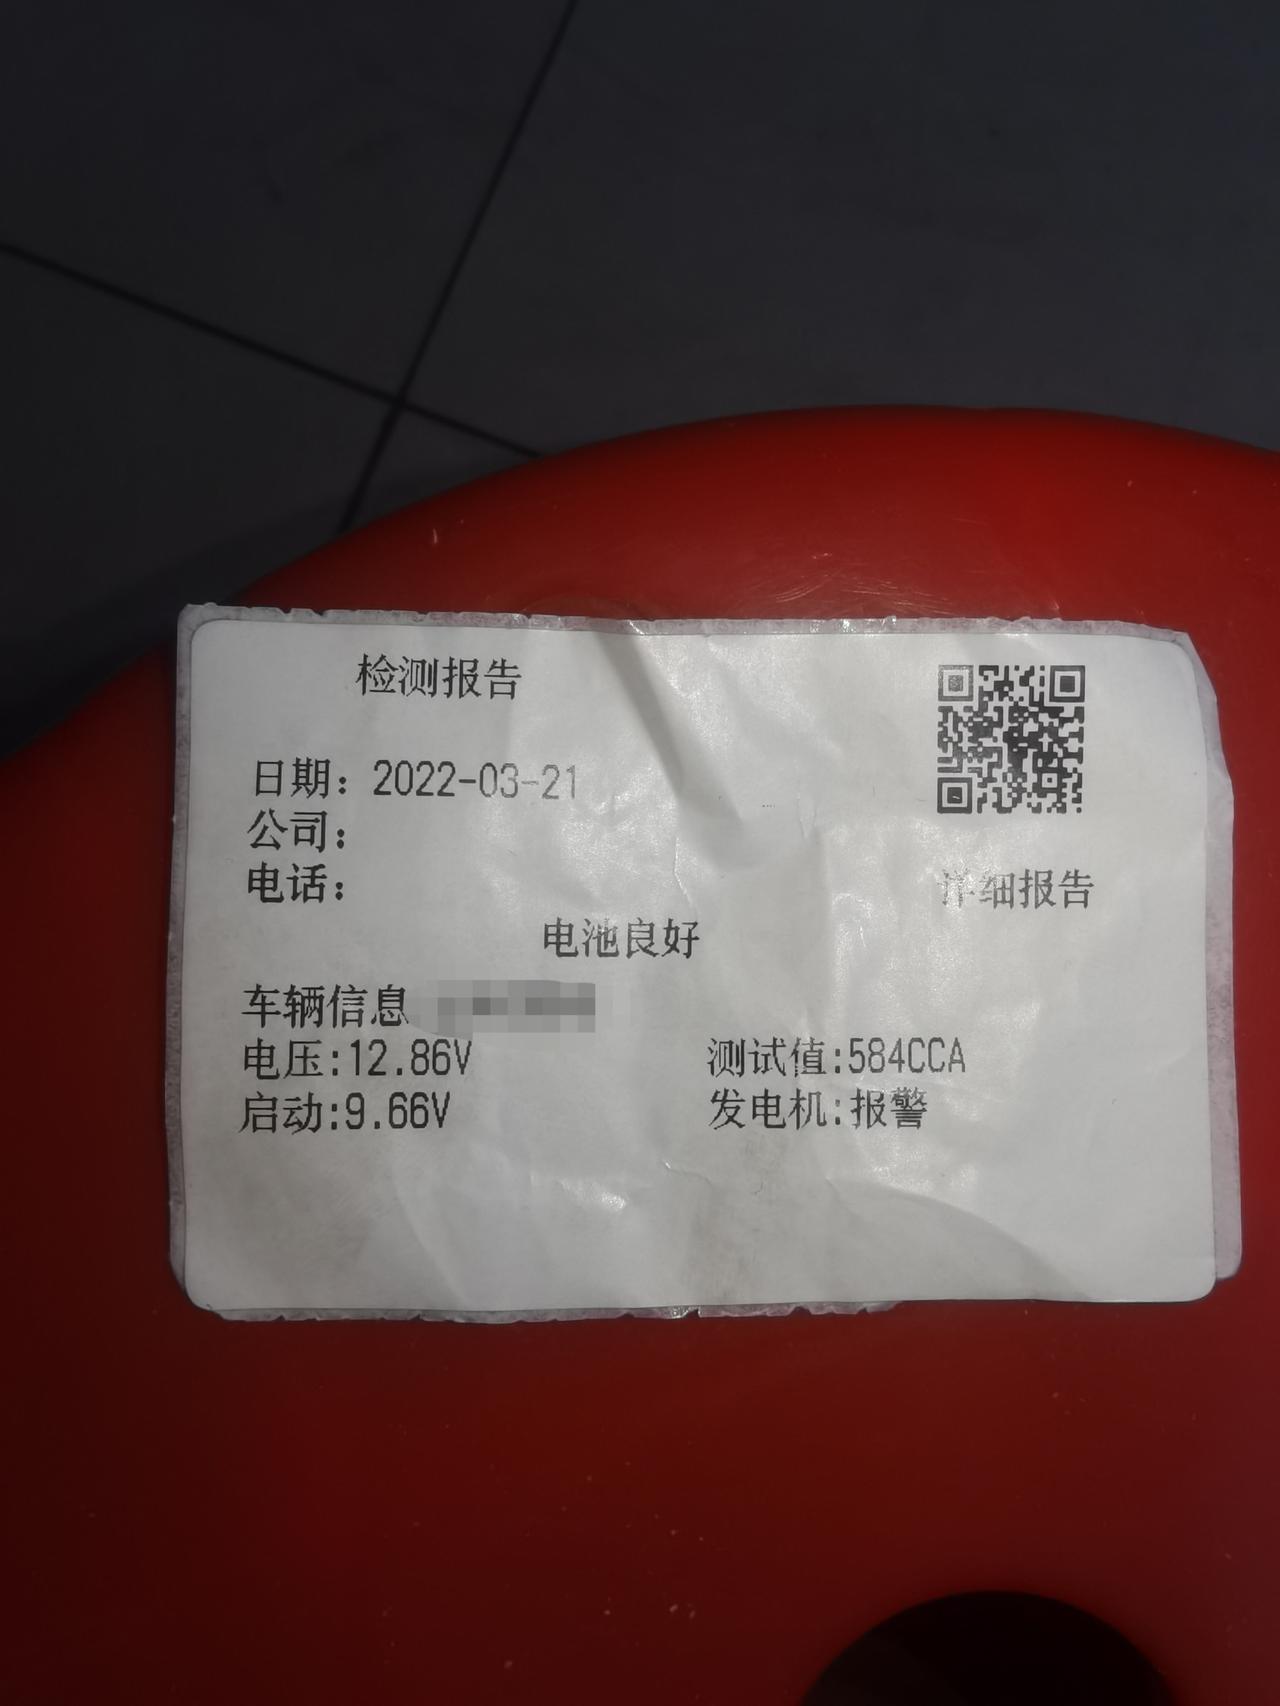 检测报告
日期：2022-03-21
公司：
电话：
详细报告
电池良好
车辆信息
电压:12.86V 测试值:584CCA
启动:9.66V 发电机:报警